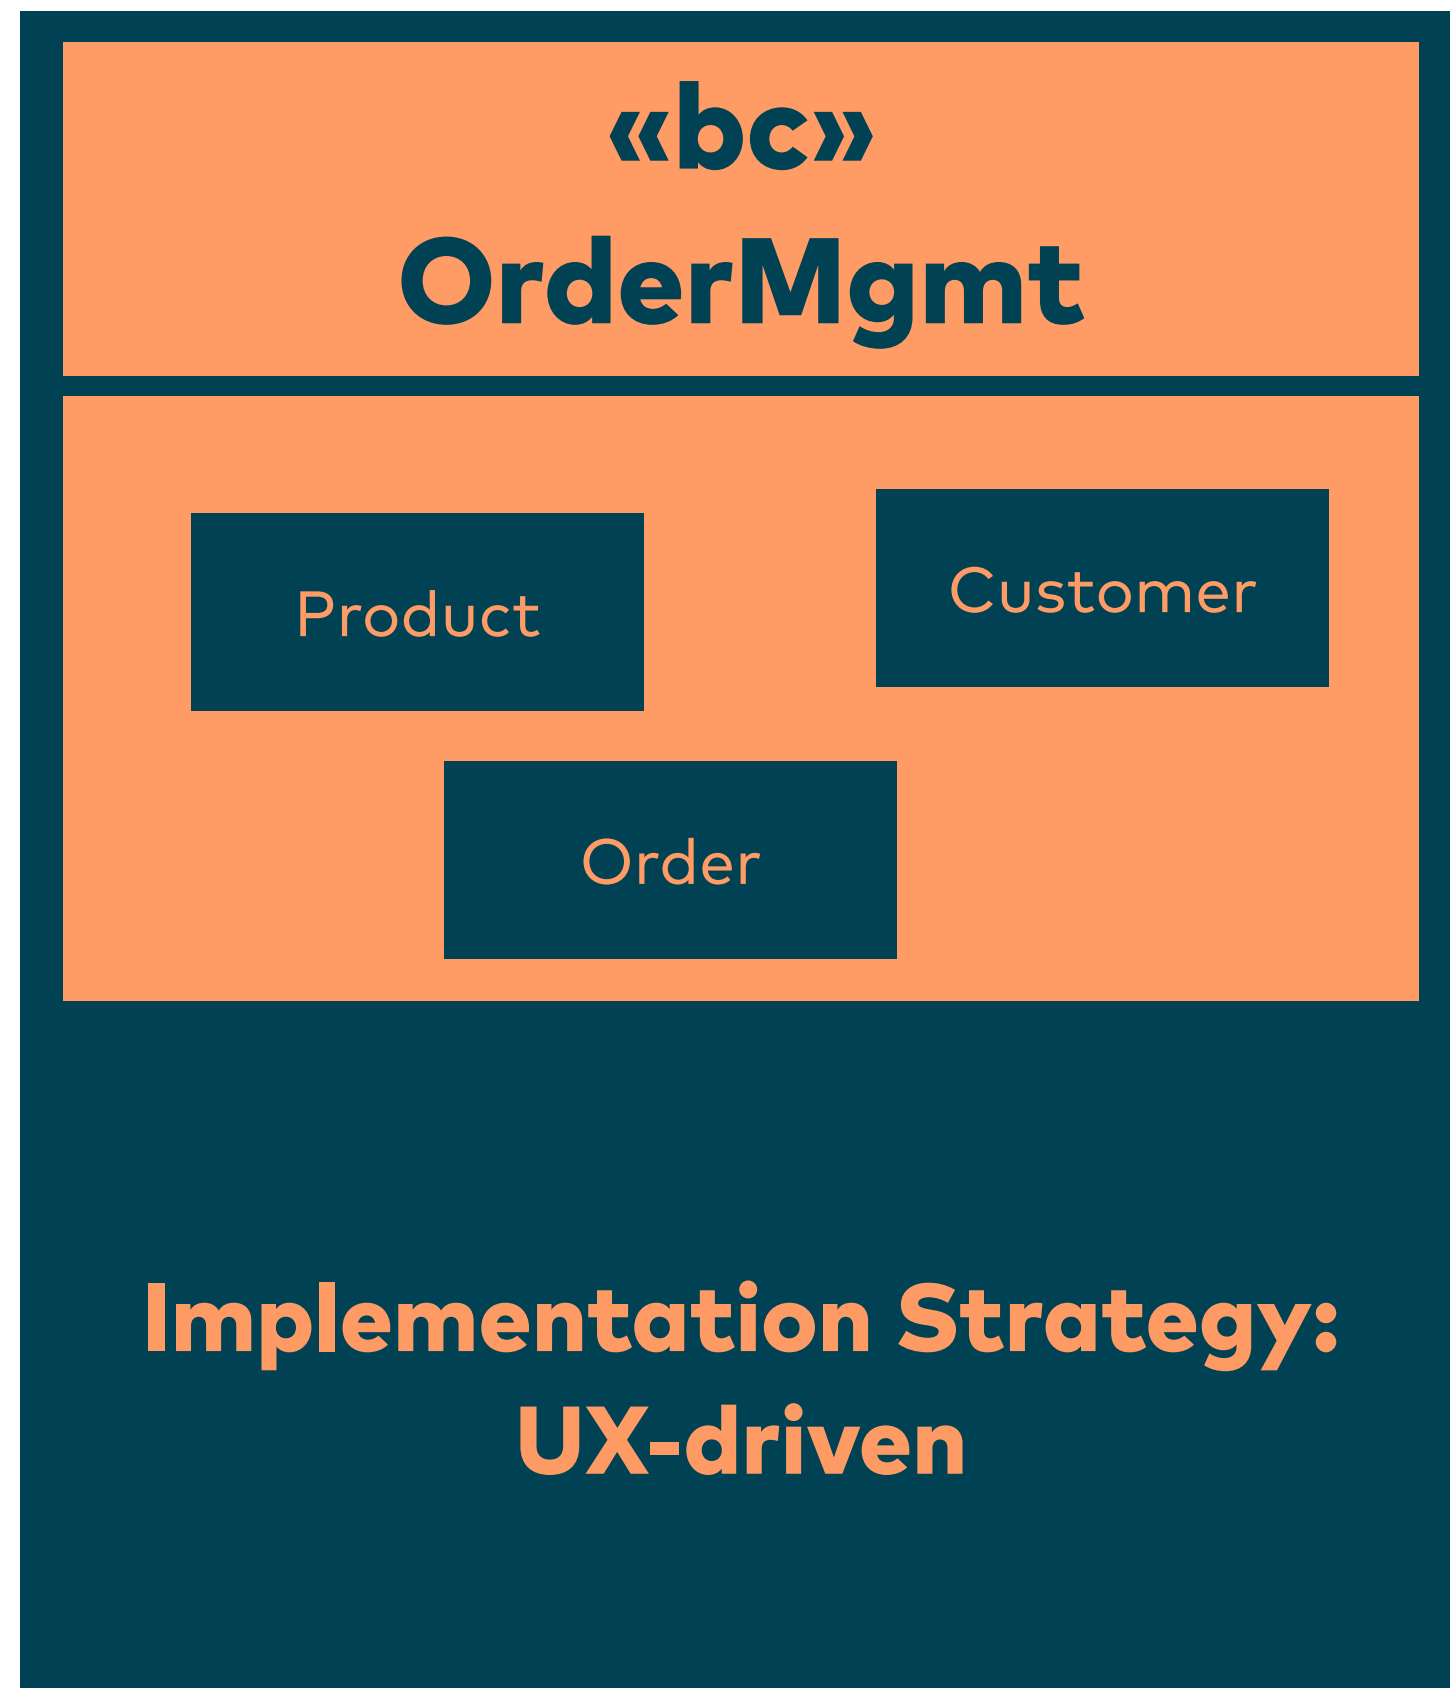 «bc»
OrderMgmt
Product
Customer
Order
Implementation Strategy:
UX-driven